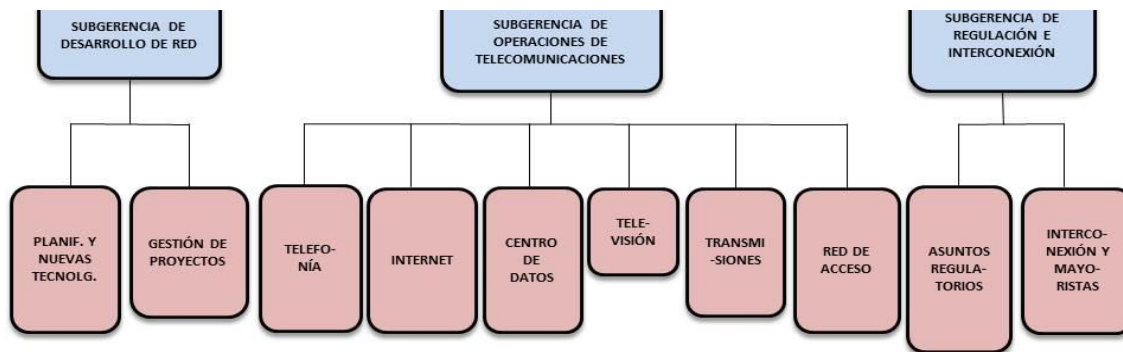 SUBGERENCIA DE
DESARROLLO DE RED
SUBGERENCIA DE
OPERACIONES DE
TELECOMUNICACIONES
SUBGERENCIA DE
REGULACIÓN E
INTERCONEXIÓN
PLANIF. Y
NUEVAS
TECNOLG.
GESTIÓN DE
PROYECTOS
TELEFO-
NÍA
INTERNET
CENTRO
DE
DATOS
TELE-
VISIÓN
TRANSMI
-SIONES
RED DE
ACCESO
ASUNTOS
REGULA-
TORIOS
INTERCO-
NEXIÓN Y
MAYO-
RISTAS